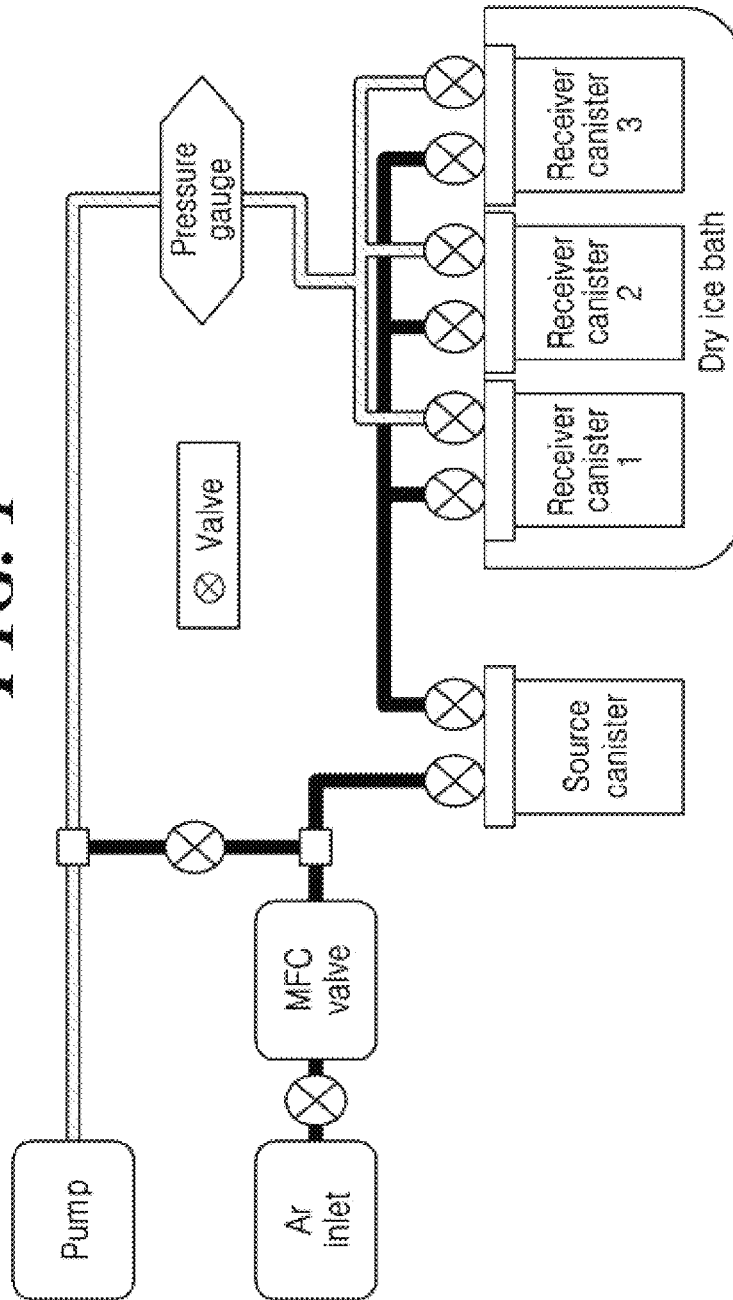 Pump
Ar
inlet
MFC
valve
Valve
Pressure
gauge
Source
canister
Receiver
canister
1
Receiver
canister
2
Receiver
canister
3
Dry ice bath